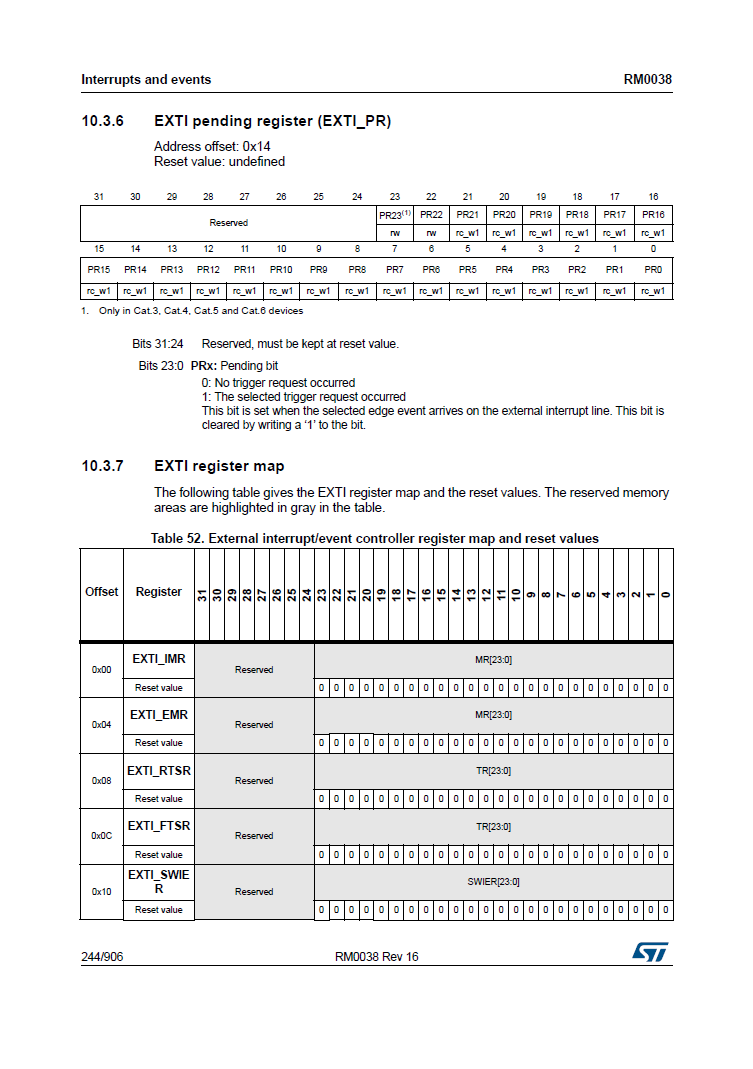 Interrupts and events RM0038
10.3.6 EXTI pending register (EXTI_PR)
Address offset: 0x14
Reset value: undefined
31 30 29 28 27 26 25 24 23 22 21 20 19 18 17 16
Reserved PR23(1) PR22 PR21 PR20 PR19 PR18 PR17 PR16
rw rw rc_w1 rc_w1 rc_w1 rc_w1 rc_w1 rc_w1
15 14 13 12 11 10 9 8 7 6 5 4 3 2 1 0
PR15 PR14 PR13 PR12 PR11 PR10 PR9 PR8 PR7 PR6 PR5 PR4 PR3 PR2 PR1 PR0
rc_w1 rc_w1 rc_w1 rc_w1 rc_w1 rc_w1 rc_w1 rc_w1 rc_w1 rc_w1 rc_w1 rc_w1 rc_w1 rc_w1 rc_w1 rc_w1
1. Only in Cat.3, Cat.4, Cat.5 and Cat.6 devices
Bits 31:24 Reserved, must be kept at reset value.
Bits 23:0 PRx: Pending bit
0: No trigger request occurred
1: The selected trigger request occurred
This bit is set when the selected edge event arrives on the external interrupt line. This bit is
cleared by writing a ‘1’ to the bit.
10.3.7 EXTI register map
The following table gives the EXTI register map and the reset values. The reserved memory
areas are highlighted in gray in the table.
Table 52. External interrupt/event controller register map and reset values
Offset Register 31 30 29 28 27 26 25 24 23 22 21 20 19 18 17 16 15 14 13 12 11 10 9 8 7 6 5 4 3 2 1 0
0x00 EXTI_IMR Reserved MR[23:0]
Reset value 0 0 0 0 0 0 0 0 0 0 0 0 0 0 0 0 0 0 0 0 0 0 0 0
0x04 EXTI_EMR Reserved MR[23:0]
Reset value 0 0 0 0 0 0 0 0 0 0 0 0 0 0 0 0 0 0 0 0 0 0 0 0
0x08 EXTI_RTSR Reserved TR[23:0]
Reset value 0 0 0 0 0 0 0 0 0 0 0 0 0 0 0 0 0 0 0 0 0 0 0 0
0x0C EXTI_FTSR Reserved TR[23:0]
Reset value 0 0 0 0 0 0 0 0 0 0 0 0 0 0 0 0 0 0 0 0 0 0 0 0
0x10 EXTI_SWIE
R Reserved SWIER[23:0]
Reset value 0 0 0 0 0 0 0 0 0 0 0 0 0 0 0 0 0 0 0 0 0 0 0 0
244/906 RM0038 Rev 16 ST